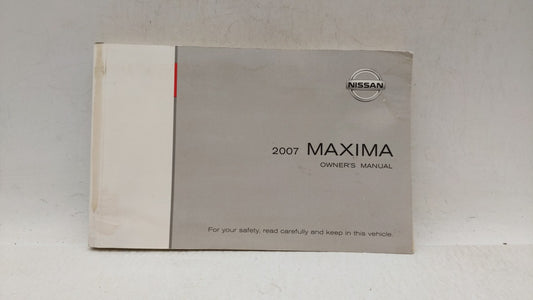 NISSAN
2007 MAXIMA
OWNER'S MANUAL
For your safety, read carefully and keep in this vehicle.